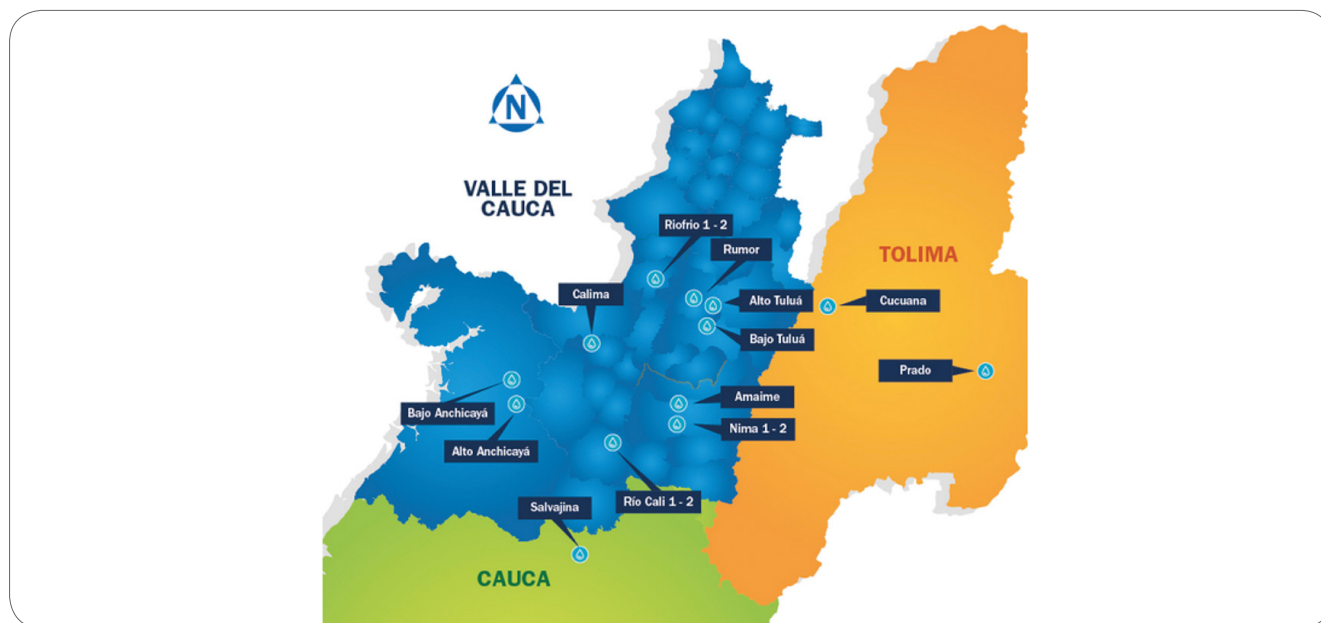 N
VALLE DEL
CAUCA
Riofrio 1 - 2
Rumor
TOLIMA
Calima
Alto Tuluá
Cucuana
Bajo Tuluá
Prado
Amaime
Bajo Anchicayá
Nima 1 - 2
Alto Anchicayá
Río Cali 1 - 2
Salvajina
CAUCA